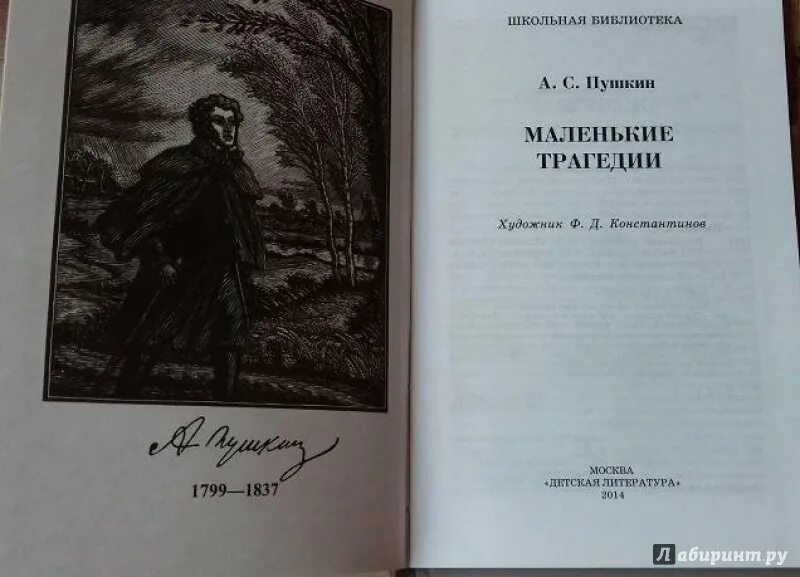 А Пушкин
1799—1837
ШКОЛЬНАЯ БИБЛИОТЕКА
А. С. Пушкин
МАЛЕНЬКИЕ
ТРАГЕДИИ
Художник Ф. Д. Константинов
МОСКВА
«ДЕТСКАЯ ЛИТЕРАТУРА»
2014
Лабиринт.ру